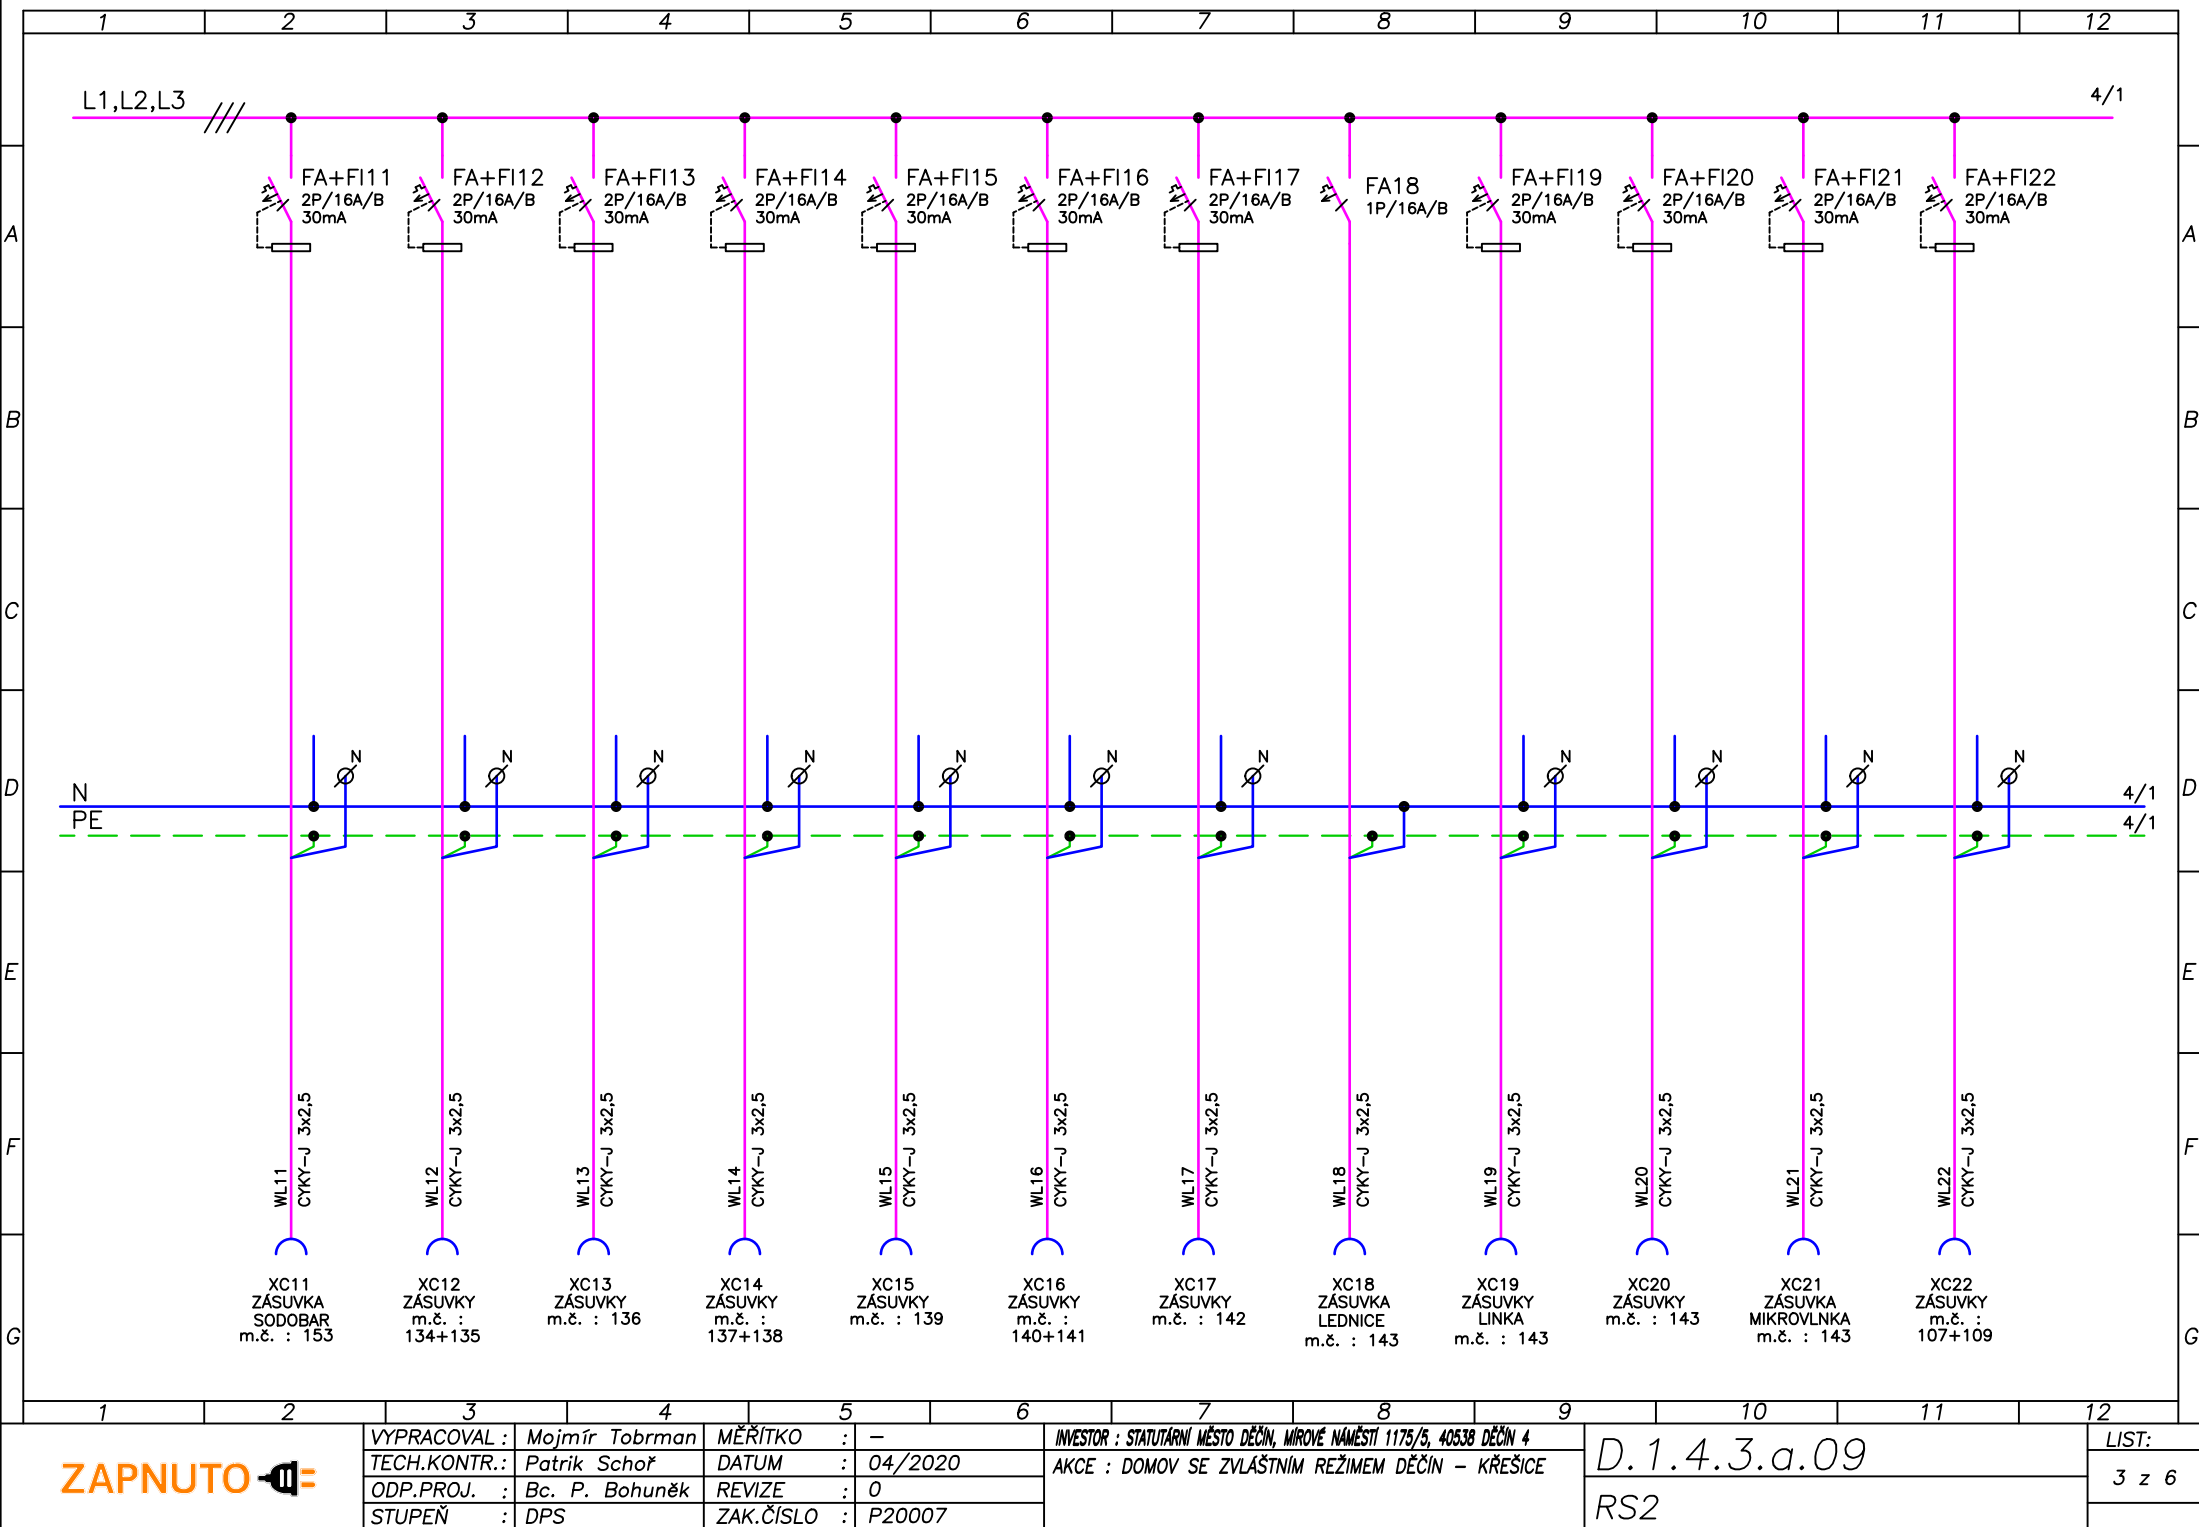 1 2 3 4 5 6 7 8 9 10 11 12
L1,L2,L3 4/1
FA+FI11 FA+FI12 FA+FI13 FA+FI14 FA+FI15 FA+FI16 FA+FI17 FA18 FA+FI19 FA+FI20 FA+FI21 FA+FI22
2P/16A/B 2P/16A/B 2P/16A/B 2P/16A/B 2P/16A/B 2P/16A/B 2P/16A/B 1P/16A/B 2P/16A/B 2P/16A/B 2P/16A/B 2P/16A/B
30mA 30mA 30mA 30mA 30mA 30mA 30mA 30mA 30mA 30mA 30mA
A A
B B
C C
N N N N N N N N N N N
D D
N 4/1
PE 4/1
E E
F F
WL11 CYKY-J 3x2,5
WL12 CYKY-J 3x2,5
WL13 CYKY-J 3x2,5
WL14 CYKY-J 3x2,5
WL15 CYKY-J 3x2,5
WL16 CYKY-J 3x2,5
WL17 CYKY-J 3x2,5
WL18 CYKY-J 3x2,5
WL19 CYKY-J 3x2,5
WL20 CYKY-J 3x2,5
WL21 CYKY-J 3x2,5
WL22 CYKY-J 3x2,5
XC11
ZÁSUVKA
SODOBAR
m.č. : 153
XC12
ZÁSUVKY
m.č. :
134+135
XC13
ZÁSUVKY
m.č. : 136
XC14
ZÁSUVKY
m.č. :
137+138
XC15
ZÁSUVKY
m.č. : 139
XC16
ZÁSUVKY
m.č. :
140+141
XC17
ZÁSUVKY
m.č. : 142
XC18
ZÁSUVKA
LEDNICE
m.č. : 143
XC19
ZÁSUVKY
LINKA
m.č. : 143
XC20
ZÁSUVKY
m.č. : 143
XC21
ZÁSUVKA
MIKROVLNKA
m.č. : 143
XC22
ZÁSUVKY
m.č. :
107+109
G G
1 2 3 4 5 6 7 8 9 10 11 12
ZAPNUTO
VYPRACOVAL : Mojmír Tobrman MĚŘÍTKO : –
TECH.KONTR.: Patrik Schoř DATUM : 04/2020
ODP.PROJ. : Bc. P. Bohuněk REVIZE : 0
STUPEŇ : DPS ZAK.ČÍSLO : P20007
INVESTOR : STATUTÁRNÍ MĚSTO DĚČÍN, MÍROVÉ NÁMĚSTÍ 1175/5, 40538 DĚČÍN 4
AKCE : DOMOV SE ZVLÁŠTNÍM REŽIMEM DĚČÍN – KŘEŠICE
D.1.4.3.a.09
RS2
LIST:
3 z 6